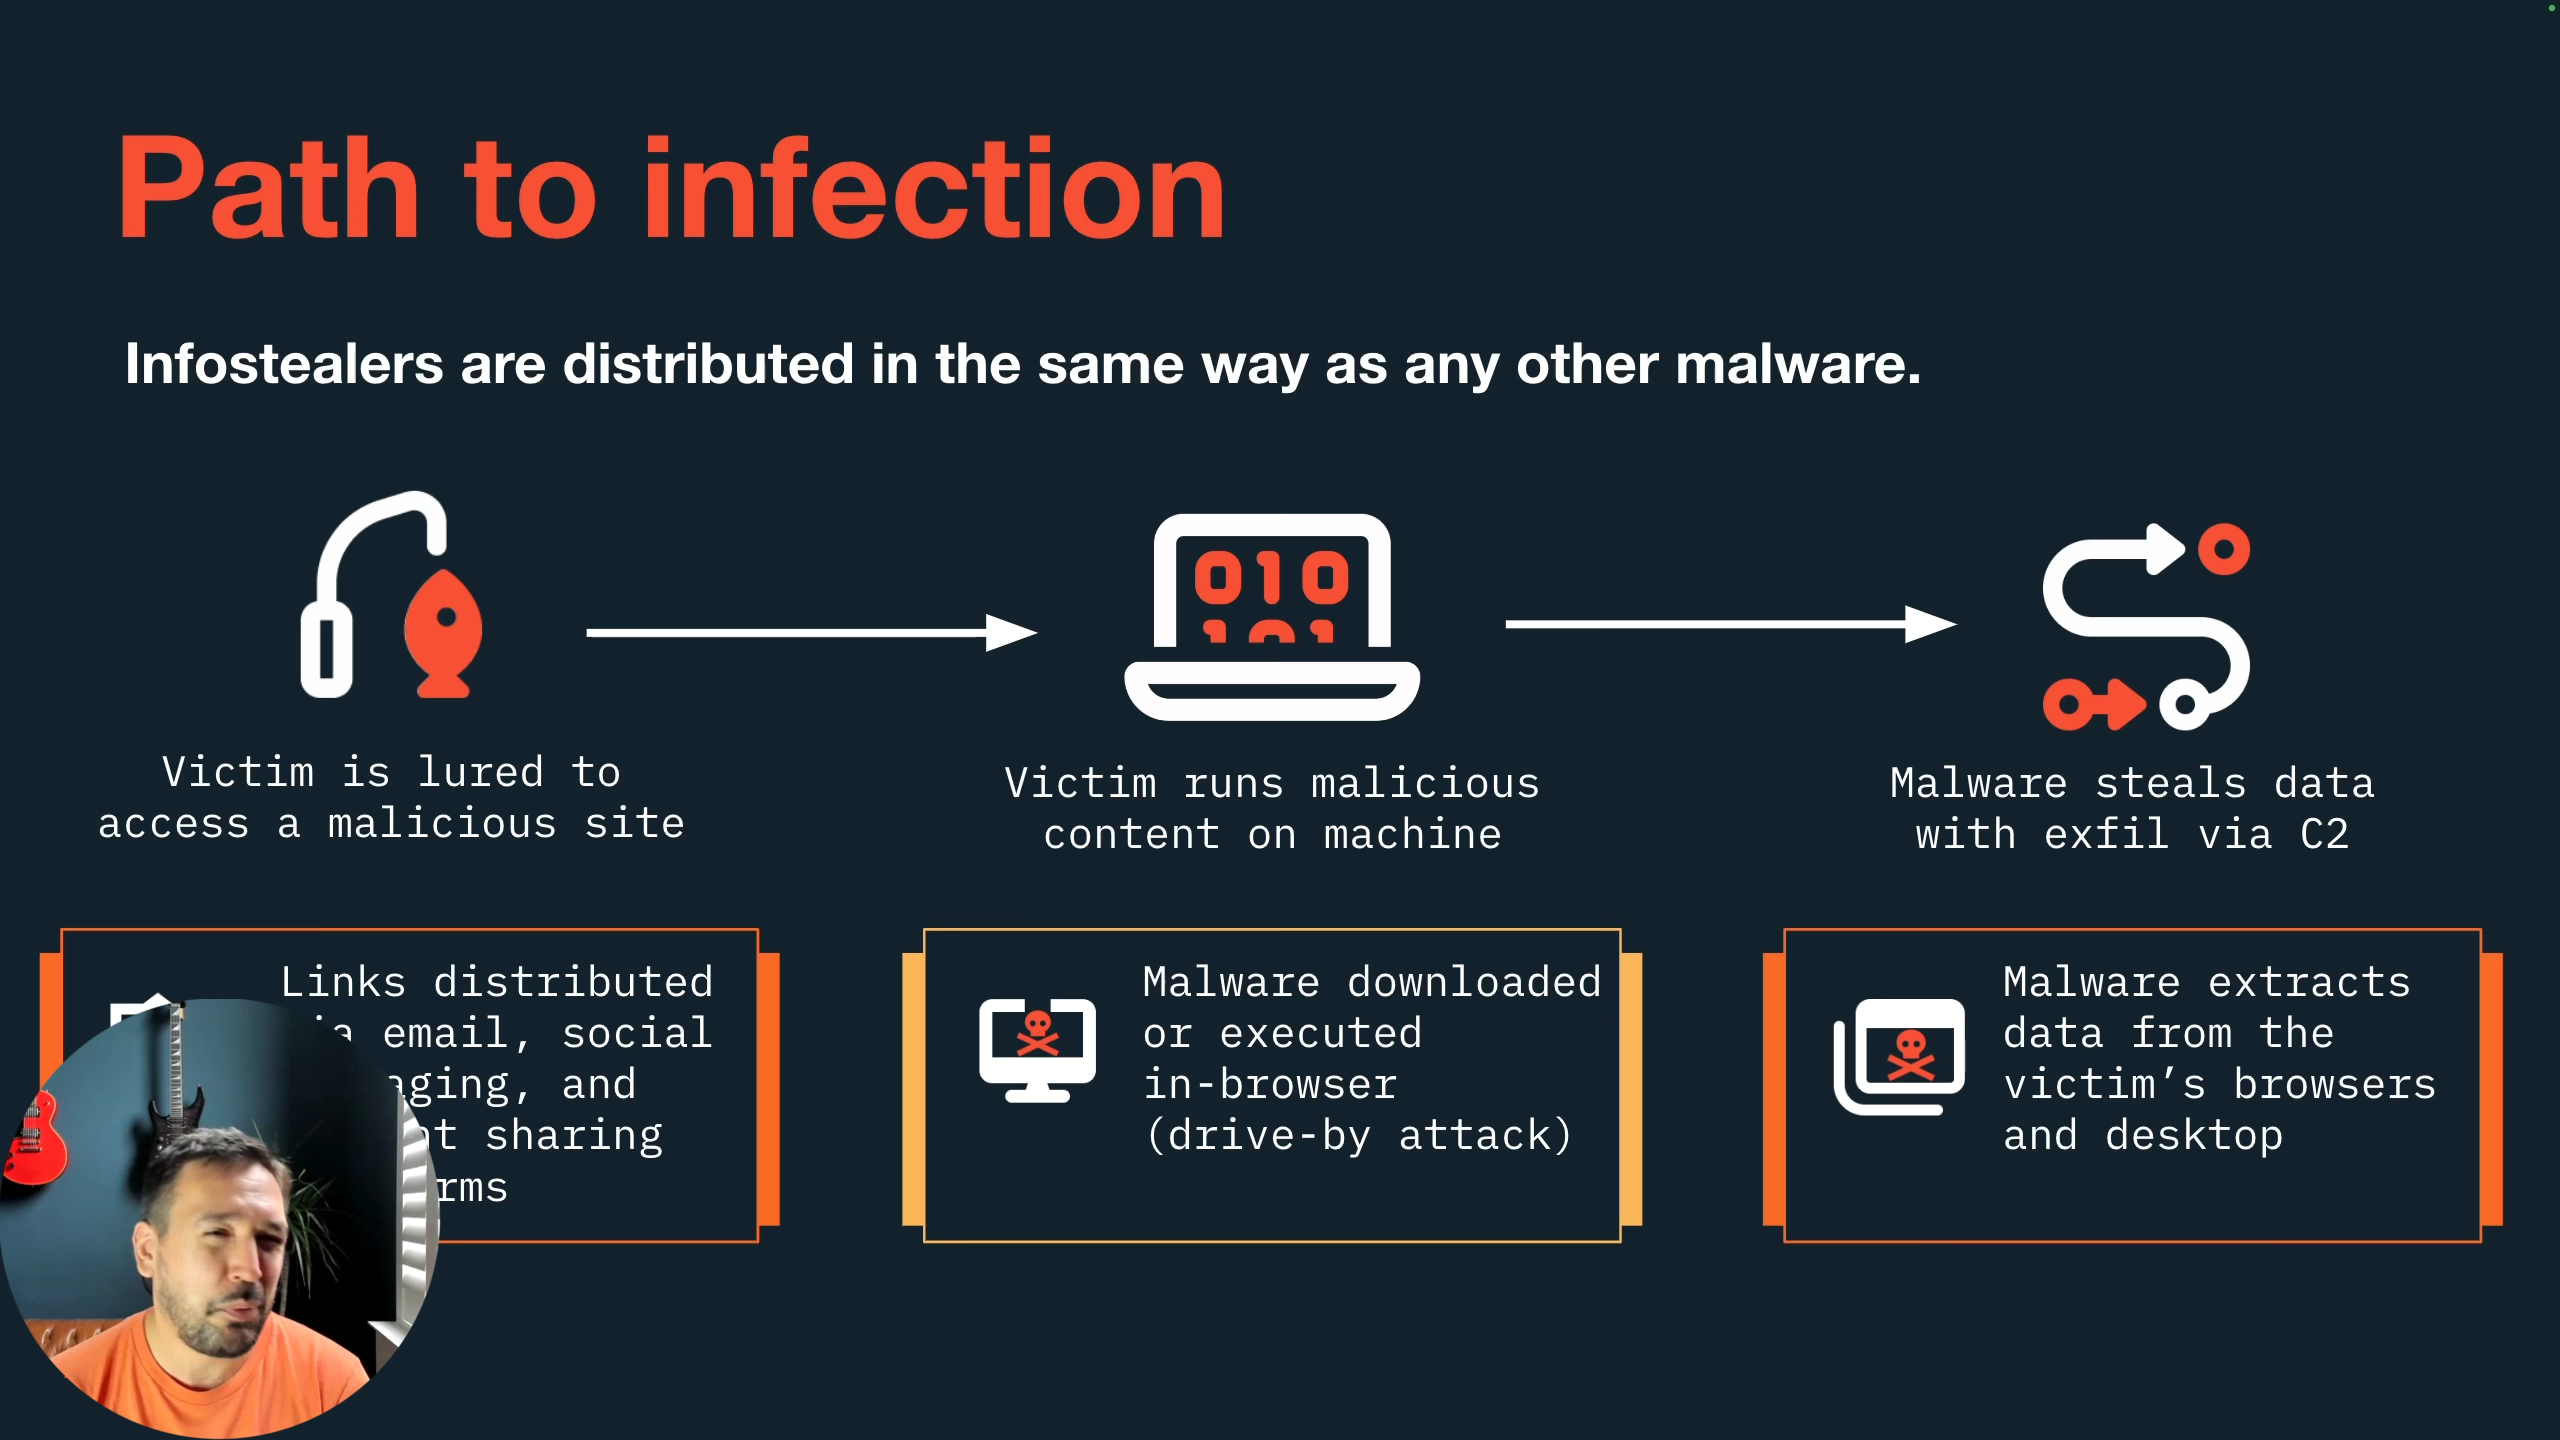 Path to infection
Infostealers are distributed in the same way as any other malware.
010
Victim is lured to
access a malicious site
Victim runs malicious
content on machine
Malware steals data
with exfil via C2
Links distributed
email, social
and
sharing
Malware downloaded
or executed
in-browser
(drive-by attack)
Malware extracts
data from the
victim’s browsers
and desktop